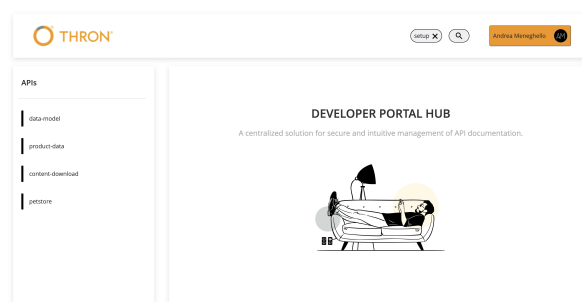 THRON
setup
Andrea Meneghello
AM
APIs
data-model
product-data
content-download
petstore
DEVELOPER PORTAL HUB
A centralized solution for secure and intuitive management of API documentation.